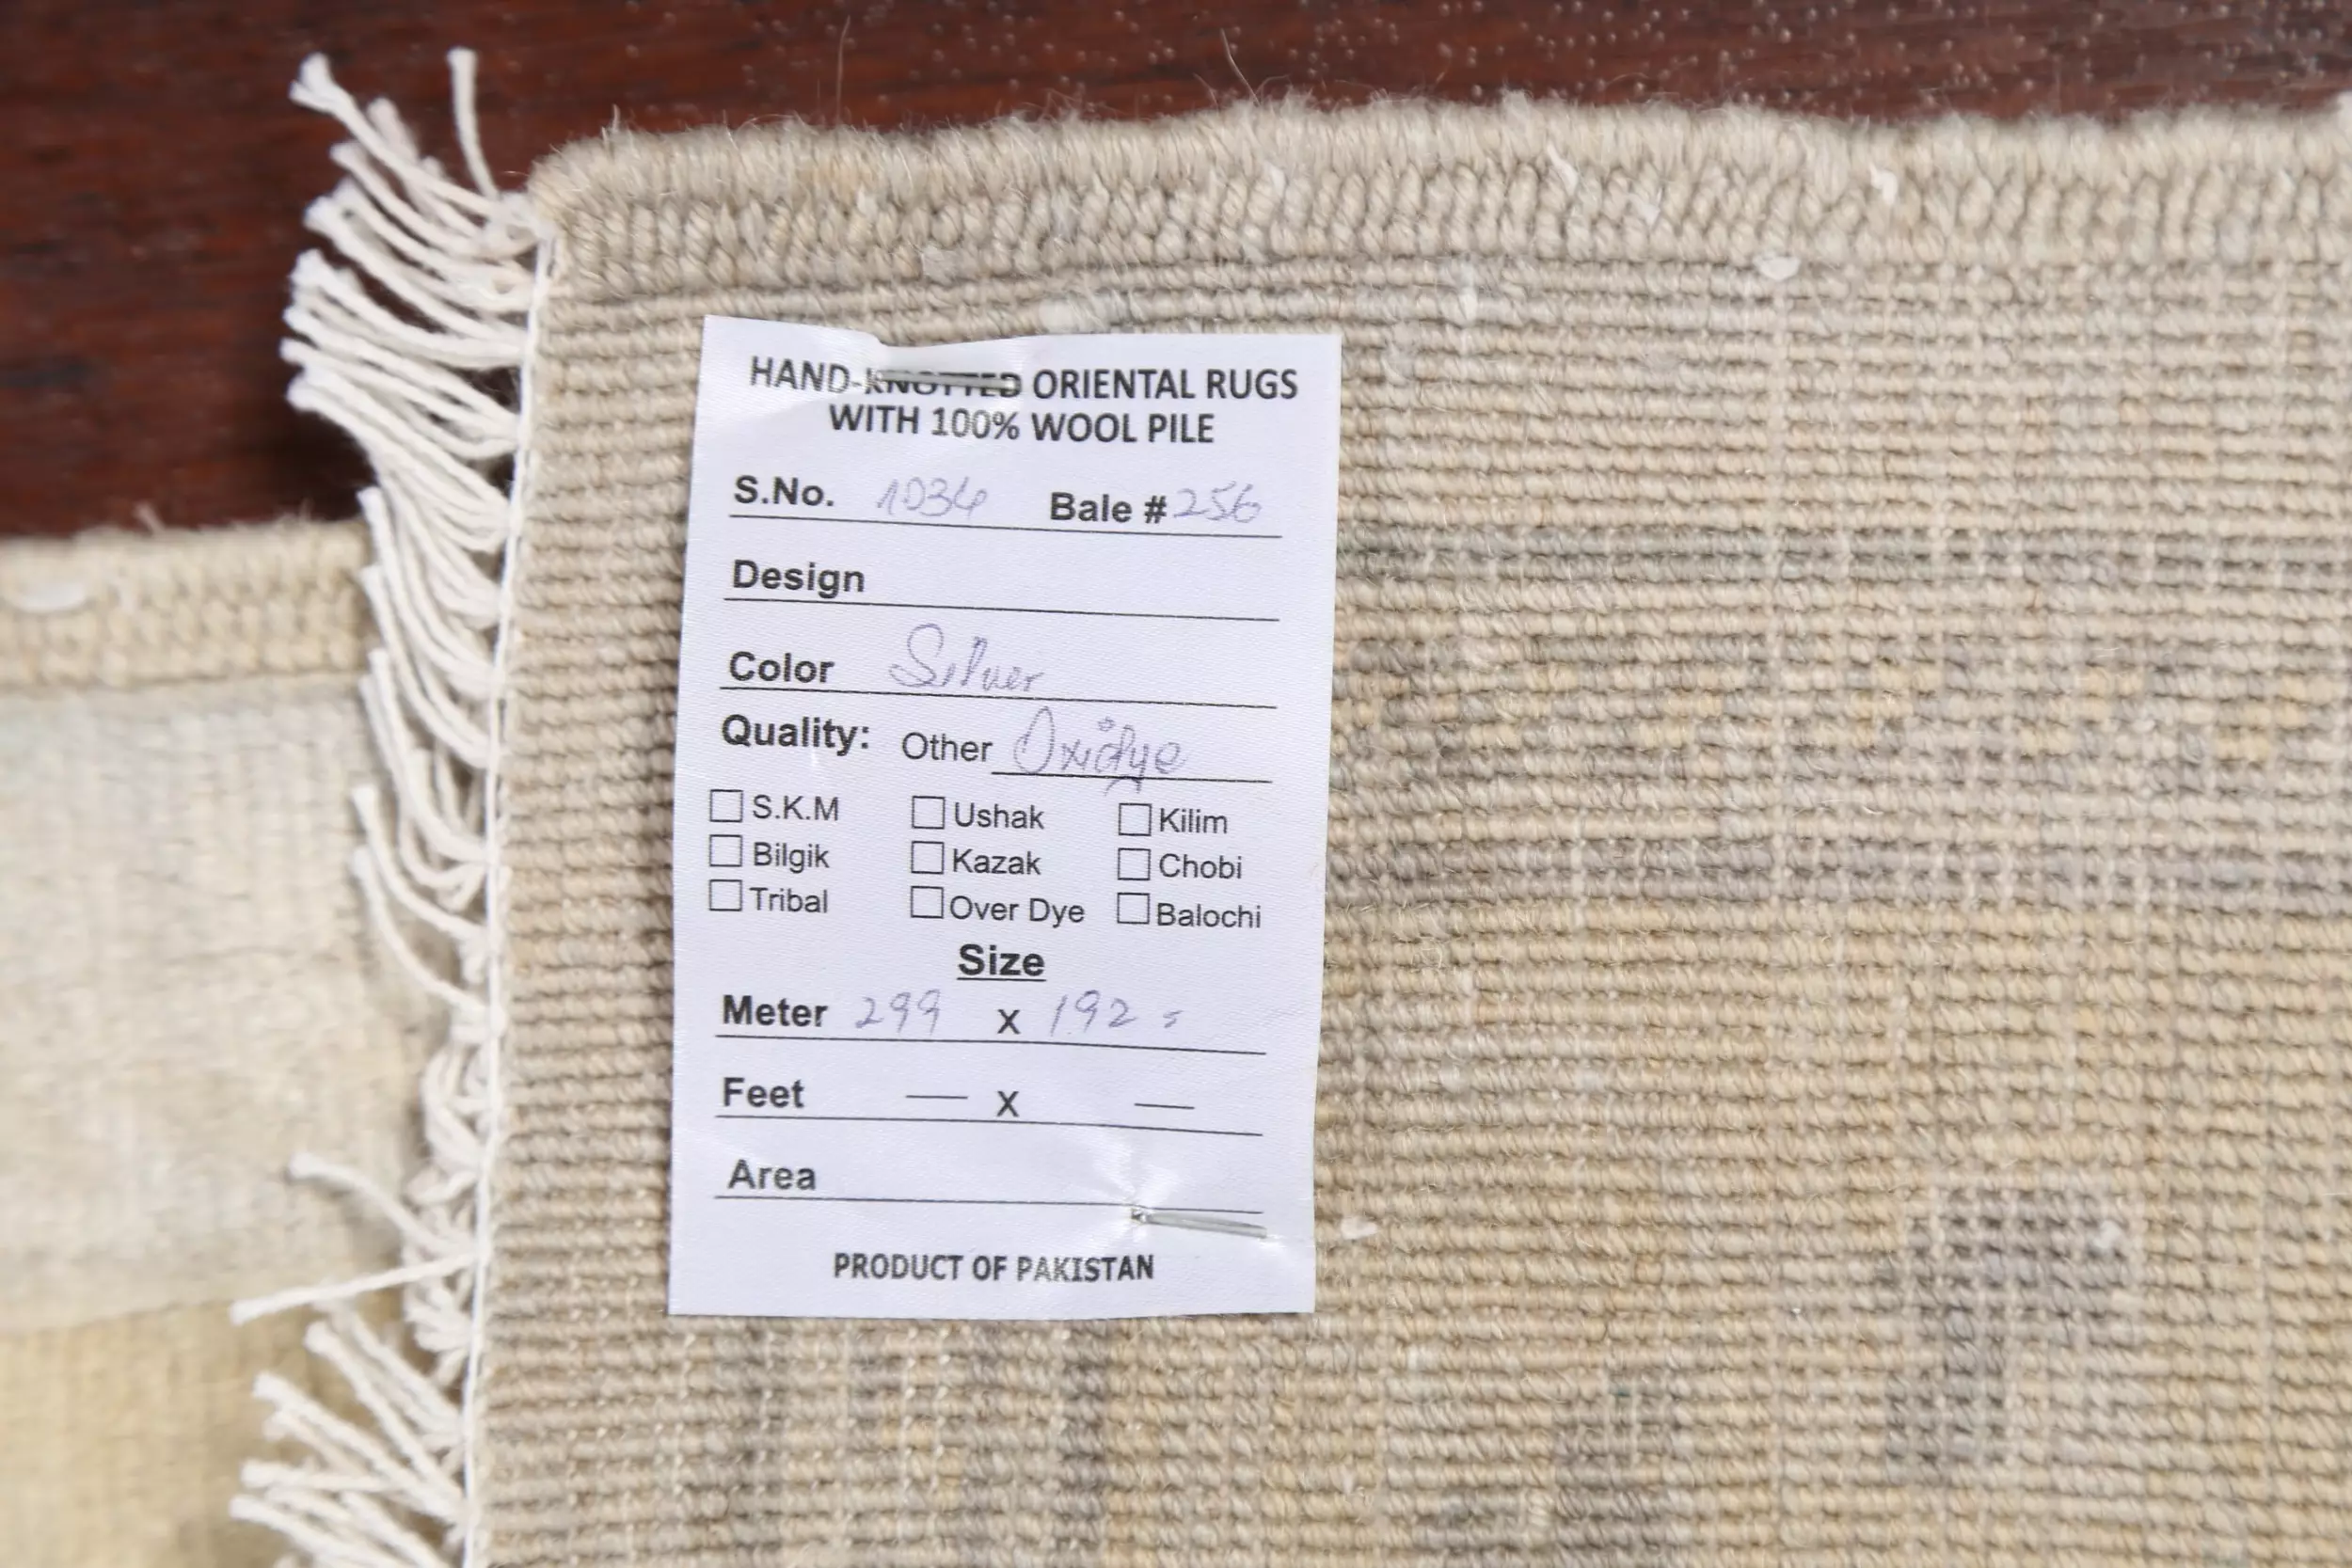 HAND-KNOTTED ORIENTAL RUGS
WITH 100% WOOL PILE
S.No. 1034 Bale # 256
Design
Color Silver
Quality: Other Oxidye
S.K.M Ushak Kilim
Bilgik Kazak Chobi
Tribal Over Dye Balochi
Size
Meter 299 x 192 =
Feet — x —
Area
PRODUCT OF PAKISTAN